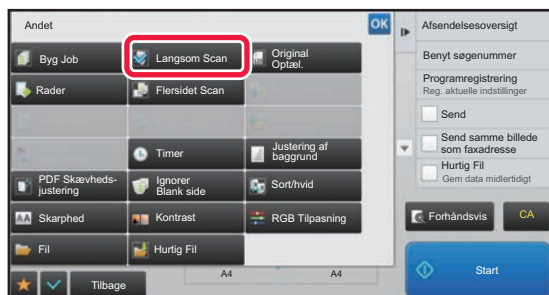 Andet
OK
Byg Job
Langsom Scan
Original
Optæl.
Rader
Flersidet Scan
Timer
Justering af
baggrund
PDF Skævheds-
justering
Ignorer
Blank side
Sort/hvid
AA Skarphed
Kontrast
RGB Tilpasning
Fil
Hurtig Fil
Tilbage
A4
A4
Afsendelsesoversigt
Benyt søgenummer
Programregistrering
Reg. aktuelle indstillinger
Send
Send samme billede
som faxadresse
Hurtig Fil
Gem data midlertidigt
Forhåndsvis
CA
Start